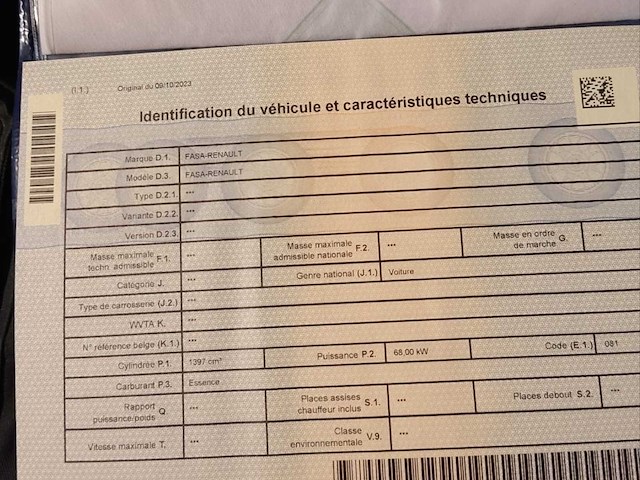 (I.1.) Original du 09/10/2023
Identification du véhicule et caractéristiques techniques
Marque D.1. FASA-RENAULT
Modèle D.3. FASA-RENAULT
Type D.2.1. ***
Variante D.2.2. ***
Version D.2.3. ***
Masse maximale
techn. admissible F.1. ***
Masse maximale
admissible nationale F.2. ***
Masse en ordre
de marche G. ***
Catégorie J. ***
Genre national (J.1.) Voiture
Type de carrosserie (J.2.) ***
WVTA K. ***
N° référence belge (K.1.) ***
Cylindrée P.1. 1397 cm³
Puissance P.2. 68,00 kW
Code (E.1.) 081
Carburant P.3. Essence
Rapport
puissance/poids Q ***
Places assises
chauffeur inclus S.1. ***
Places debout S.2. ***
Vitesse maximale T. ***
Classe
environnementale V.9. ***